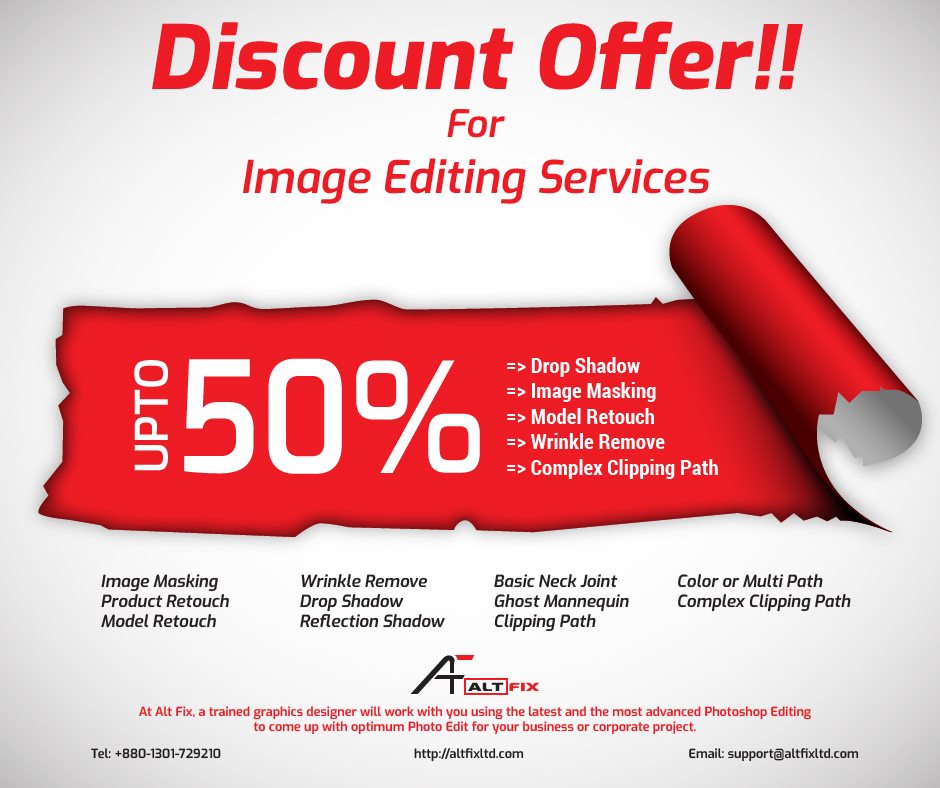 Discount Offer!!
For
Image Editing Services
UPTO
50%
=> Drop Shadow
=> Image Masking
=> Model Retouch
=> Wrinkle Remove
=> Complex Clipping Path
Image Masking
Product Retouch
Model Retouch
Wrinkle Remove
Drop Shadow
Reflection Shadow
Basic Neck Joint
Ghost Mannequin
Clipping Path
Color or Multi Path
Complex Clipping Path
AF ALT FIX
At Alt Fix, a trained graphics designer will work with you using the latest and the most advanced Photoshop Editing
to come up with optimum Photo Edit for your business or corporate project.
Tel: +880-1301-729210
http://altfixltd.com
Email: support@altfixltd.com